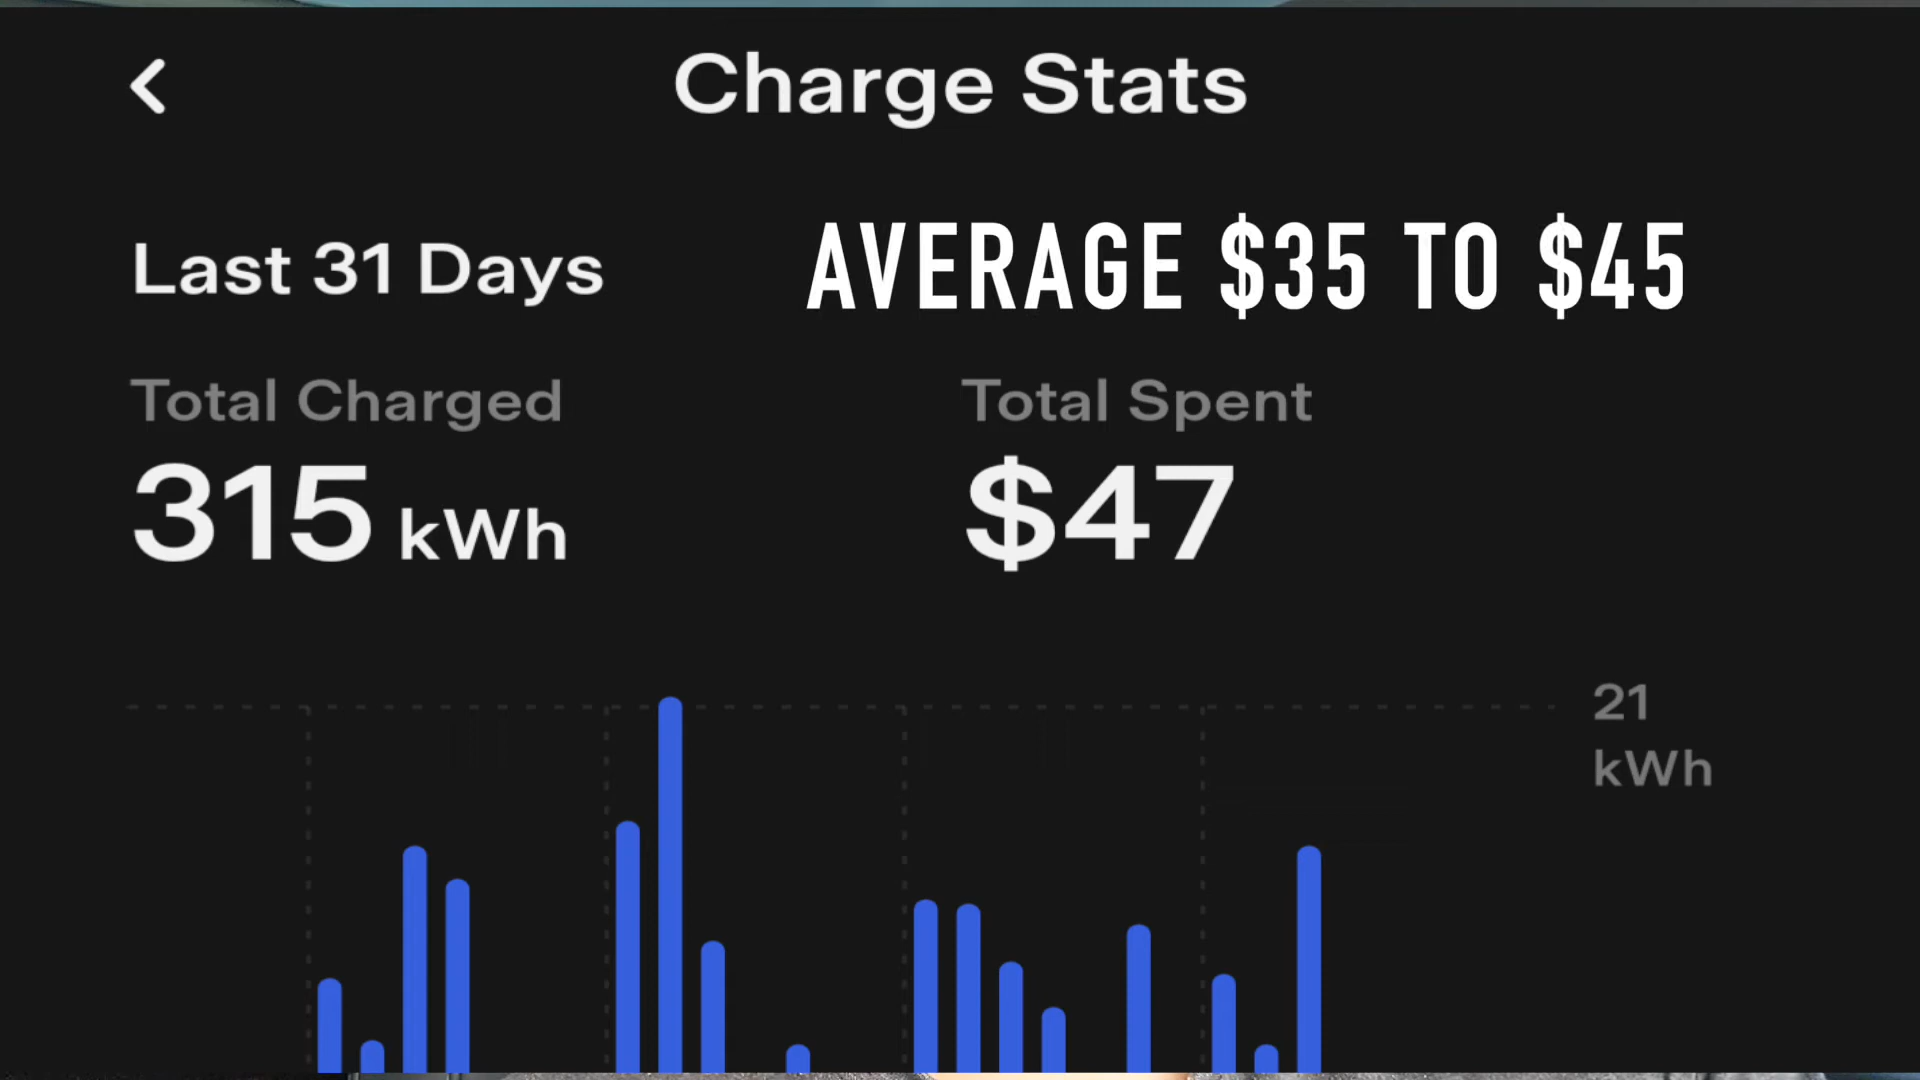 Charge Stats
Last 31 Days
AVERAGE $35 TO $45
Total Charged
Total Spent
315 kWh
$47
21
kWh